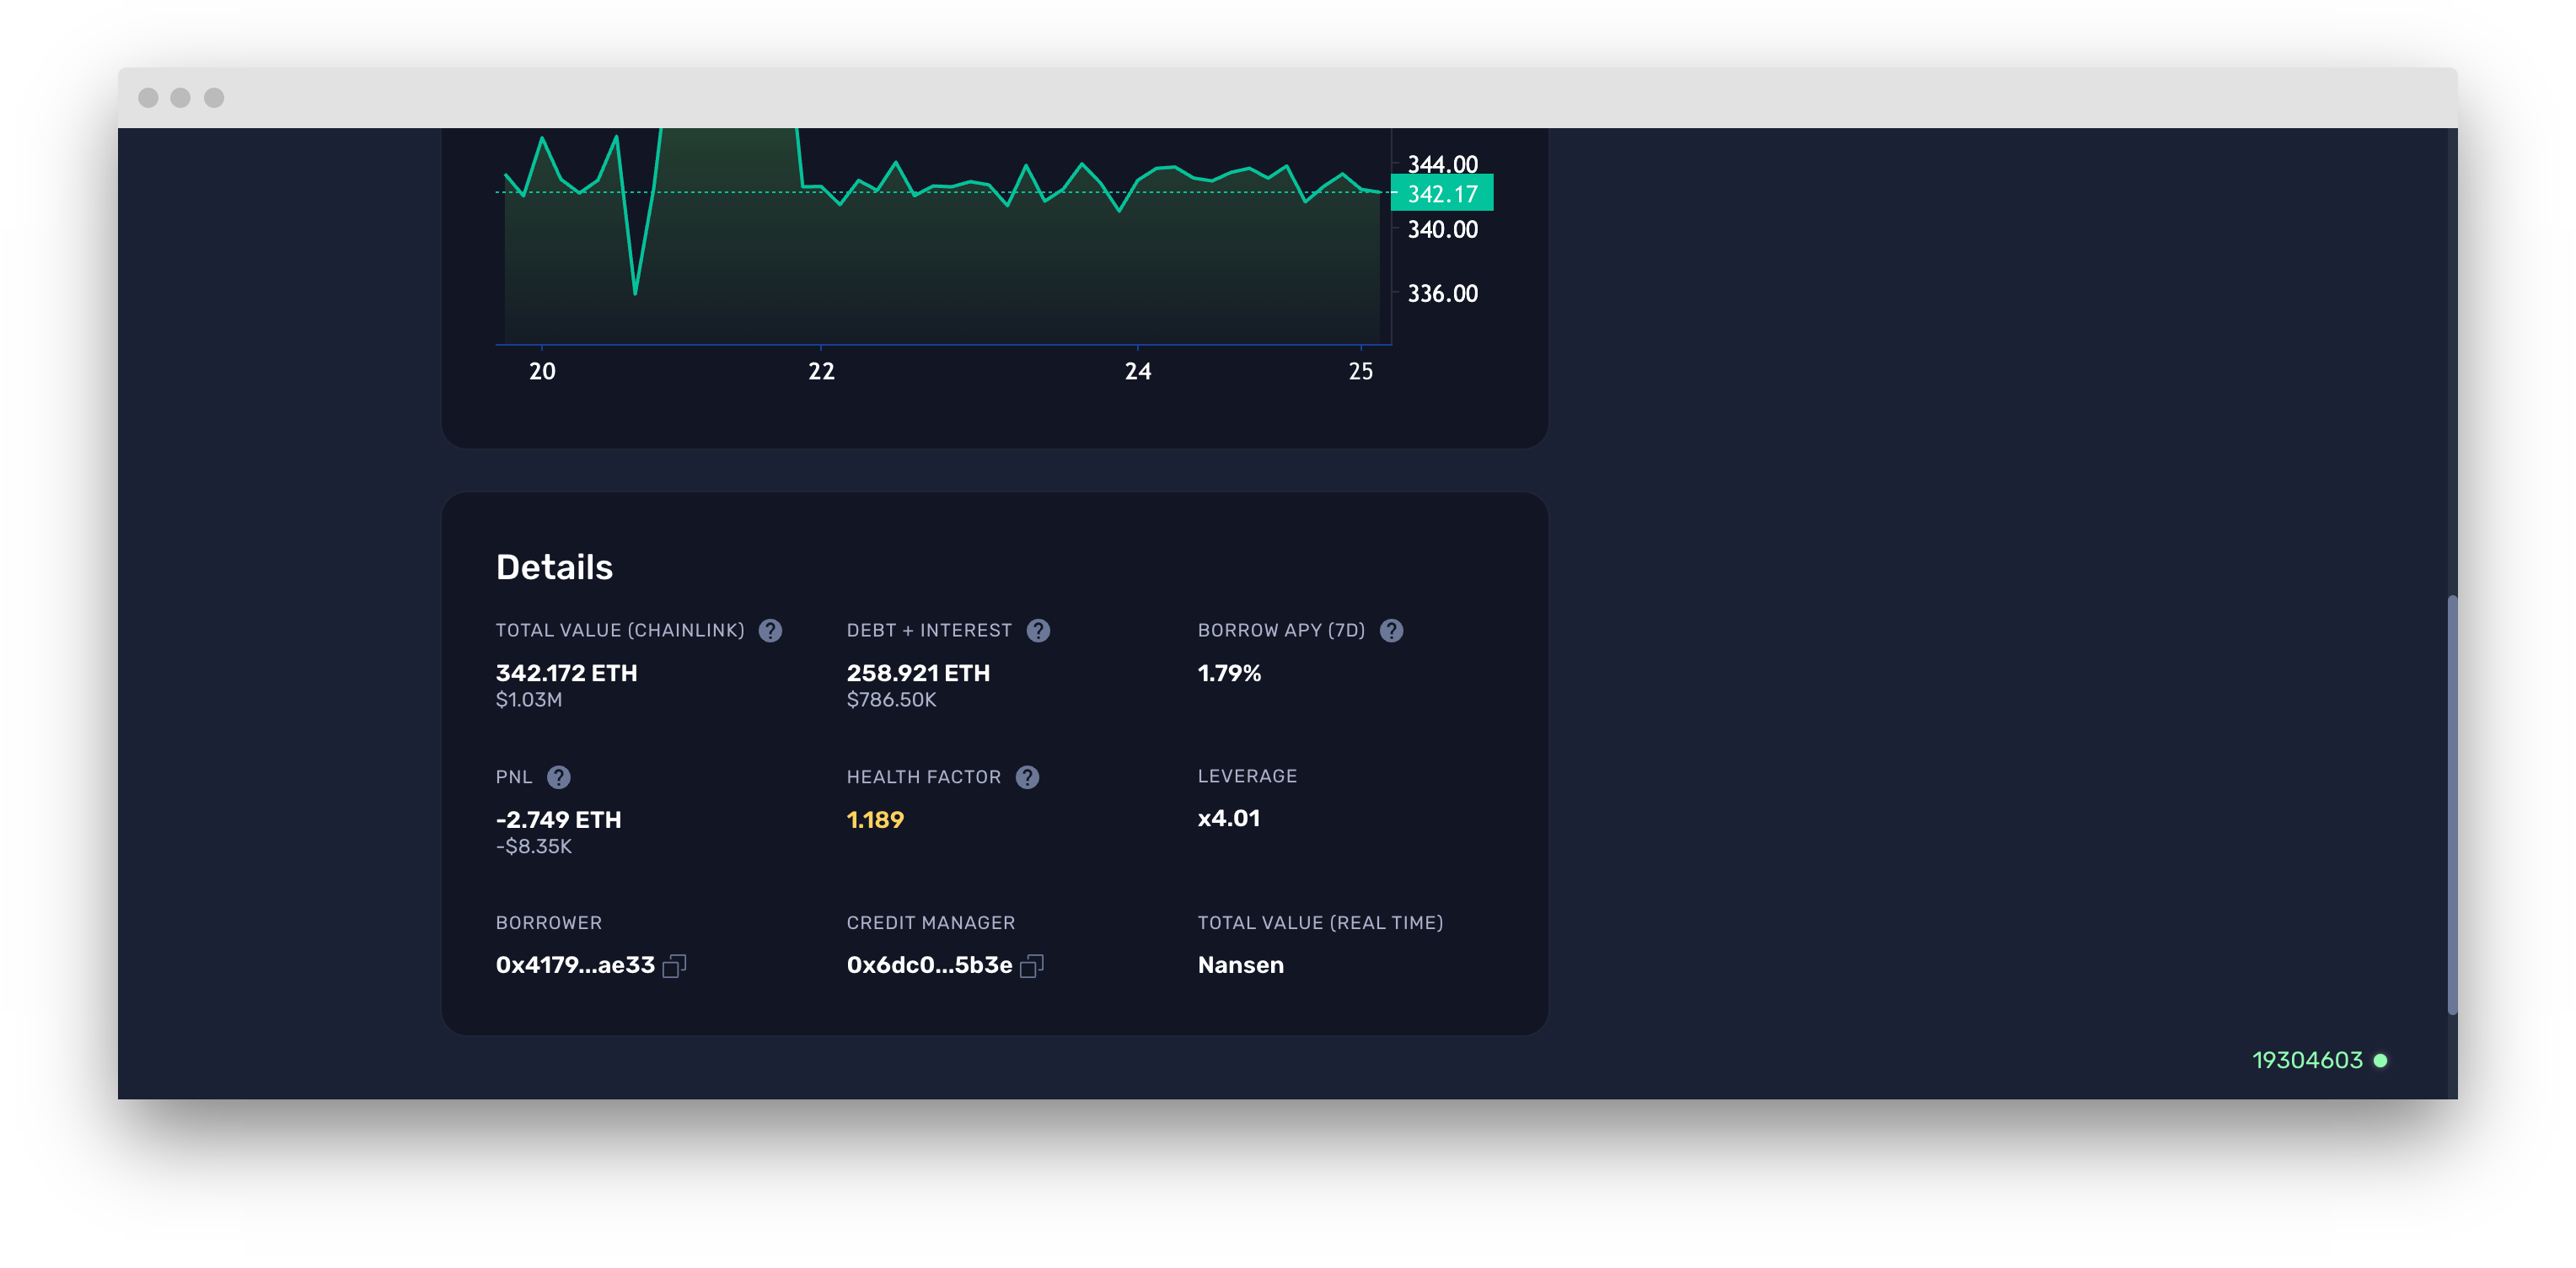 344.00
342.17
340.00
336.00
20 22 24 25
Details
TOTAL VALUE (CHAINLINK) ? DEBT + INTEREST ? BORROW APY (7D) ?
342.172 ETH 258.921 ETH 1.79%
$1.03M $786.50K
PNL ? HEALTH FACTOR ? LEVERAGE
-2.749 ETH 1.189 x4.01
-$8.35K
BORROWER CREDIT MANAGER TOTAL VALUE (REAL TIME)
0x4179...ae33 0x6dc0...5b3e Nansen
19304603